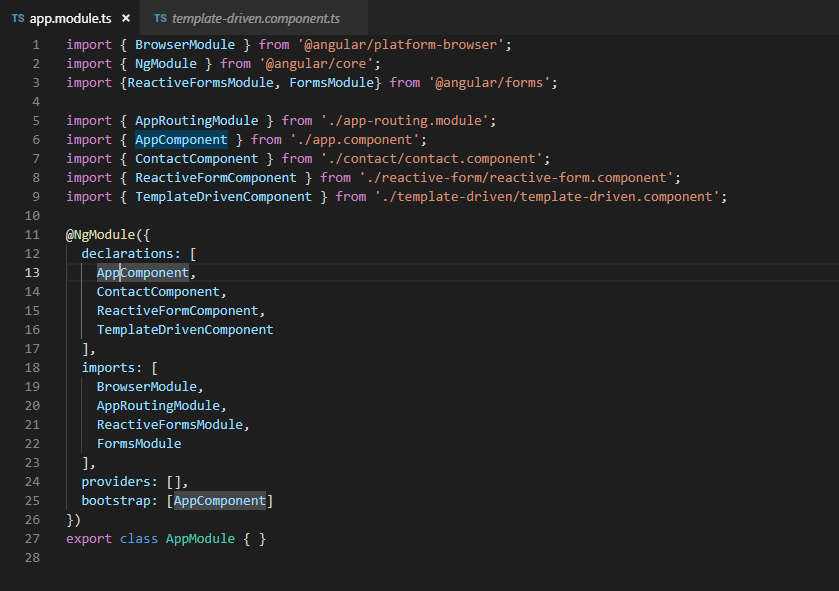 TS app.module.ts × TS template-driven.component.ts
1 import { BrowserModule } from '@angular/platform-browser';
2 import { NgModule } from '@angular/core';
3 import {ReactiveFormsModule, FormsModule} from '@angular/forms';
4
5 import { AppRoutingModule } from './app-routing.module';
6 import { AppComponent } from './app.component';
7 import { ContactComponent } from './contact/contact.component';
8 import { ReactiveFormComponent } from './reactive-form/reactive-form.component';
9 import { TemplateDrivenComponent } from './template-driven/template-driven.component';
10
11 @NgModule({
12   declarations: [
13     AppComponent,
14     ContactComponent,
15     ReactiveFormComponent,
16     TemplateDrivenComponent
17   ],
18   imports: [
19     BrowserModule,
20     AppRoutingModule,
21     ReactiveFormsModule,
22     FormsModule
23   ],
24   providers: [],
25   bootstrap: [AppComponent]
26 })
27 export class AppModule { }
28